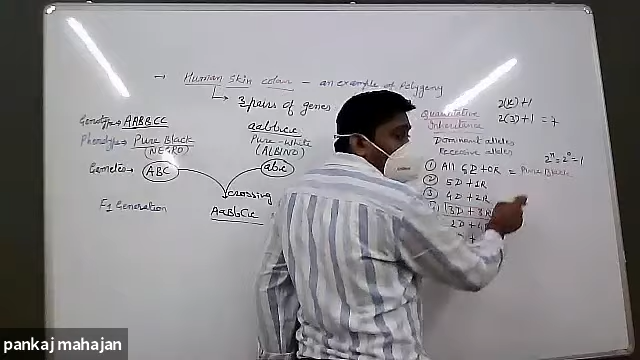 → Human skin colour - an example of Polygeny
→ 3 pairs of genes
Genotype → AABBCC
aabbcc
Phenotype → Pure Black
(NEGRO)
Pure-White
(ALBINO)
Gametes → ABC
abc
crossing
F1 Generation
AaBbCc
2(n)+1
2(3)+1 = 7
Quantitative
Inheritance
Dominant alleles
Recessive alleles
① All 6D + 0R = Pure Black
2ⁿ = 2⁰ = 1
② 5D + 1R
③ 4D + 2R
3D + 3R
2D + 4R
pankaj mahajan